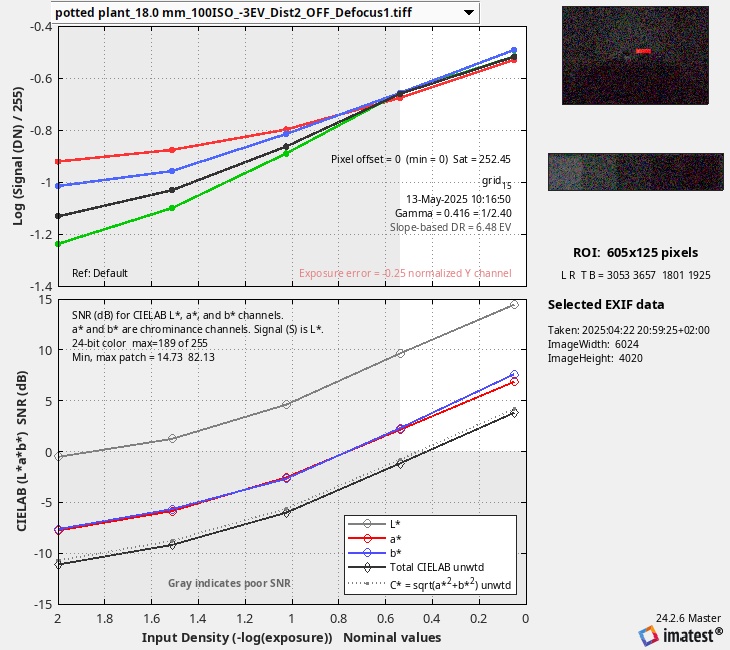 potted plant_18.0 mm_100ISO_-3EV_Dist2_OFF_Defocus1.tiff
-0.4
-0.6
-0.8
-1
-1.2
-1.4
Log (Signal (DN) / 255)
Pixel offset = 0 (min = 0) Sat = 252.45
grid15
13-May-2025 10:16:50
Gamma = 0.416 = 1/2.40
Slope-based DR = 6.48 EV
Ref: Default
Exposure error = -0.25 normalized Y channel
ROI: 605x125 pixels
L R T B = 3053 3657 1801 1925
Selected EXIF data
Taken: 2025:04:22 20:59:25+02:00
ImageWidth: 6024
ImageHeight: 4020
15
10
5
0
-5
-10
-15
CIELAB (L*a*b*) SNR (dB)
SNR (dB) for CIELAB L*, a*, and b* channels.
a* and b* are chrominance channels. Signal (S) is L*.
24-bit color max=189 of 255
Min, max patch = 14.73 82.13
L*
a*
b*
Total CIELAB unwtd
C* = sqrt(a*2+b*2) unwtd
Gray indicates poor SNR
2 1.8 1.6 1.4 1.2 1 0.8 0.6 0.4 0.2 0
Input Density (-log(exposure)) Nominal values
24.2.6 Master
imatest®